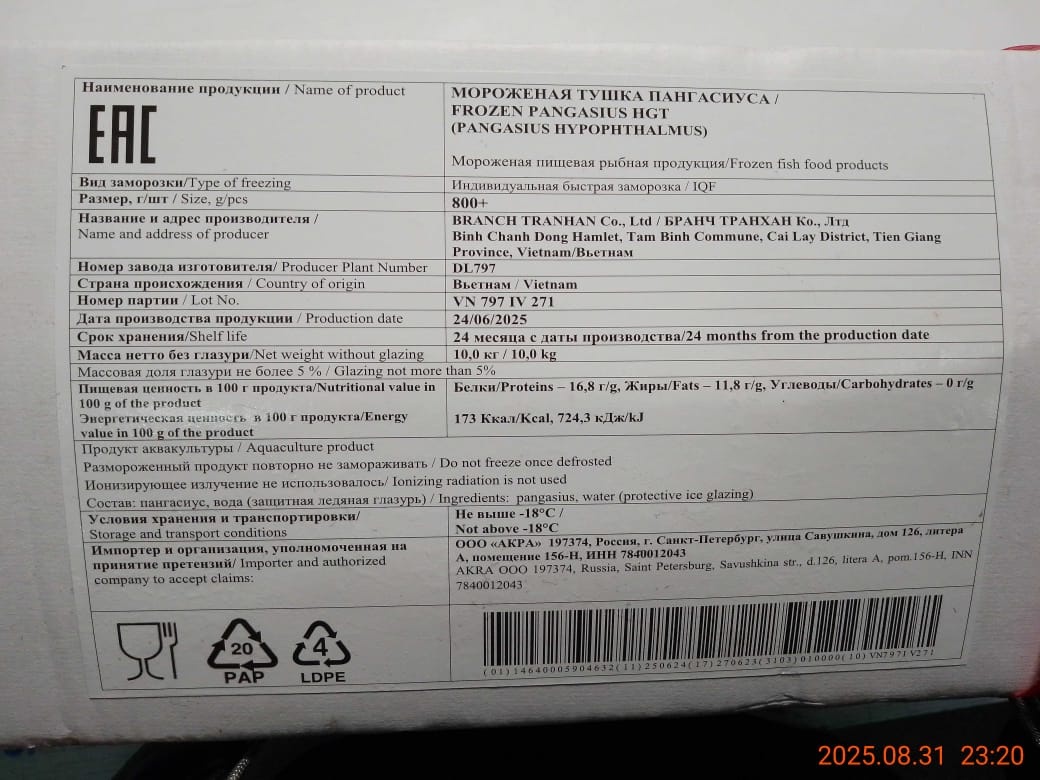 Наименование продукции / Name of product
EAC
МОРОЖЕНАЯ ТУШКА ПАНГАСИУСА /
FROZEN PANGASIUS HGT
(PANGASIUS HYPOPHTHALMUS)
Мороженая пищевая рыбная продукция/Frozen fish food products
Вид заморозки/Type of freezing
Индивидуальная быстрая заморозка / IQF
Размер, г/шт / Size, g/pcs
800+
Название и адрес производителя /
Name and address of producer
BRANCH TRANHAN Co., Ltd / БРАНЧ ТРАНХАН Ко., Лтд
Binh Chanh Dong Hamlet, Tam Binh Commune, Cai Lay District, Tien Giang
Province, Vietnam/Вьетнам
Номер завода изготовителя/ Producer Plant Number
DL797
Страна происхождения / Country of origin
Вьетнам / Vietnam
Номер партии / Lot No.
VN 797 IV 271
Дата производства продукции / Production date
24/06/2025
Срок хранения/Shelf life
24 месяца с даты производства/24 months from the production date
Масса нетто без глазури/Net weight without glazing
10,0 кг / 10,0 kg
Массовая доля глазури не более 5 % / Glazing not more than 5%
Пищевая ценность в 100 г продукта/Nutritional value in
100 g of the product
Белки/Proteins – 16,8 г/g, Жиры/Fats – 11,8 г/g, Углеводы/Carbohydrates – 0 г/g
Энергетическая ценность в 100 г продукта/Energy
value in 100 g of the product
173 Ккал/Kcal, 724,3 кДж/kJ
Продукт аквакультуры / Aquaculture product
Размороженный продукт повторно не замораживать / Do not freeze once defrosted
Ионизирующее излучение не использовалось/ Ionizing radiation is not used
Состав: пангасиус, вода (защитная ледяная глазурь) / Ingredients: pangasius, water (protective ice glazing)
Условия хранения и транспортировки/
Storage and transport conditions
Не выше -18°C /
Not above -18°C
Импортер и организация, уполномоченная на
принятие претензий/ Importer and authorized
company to accept claims:
ООО «АКРА» 197374, Россия, г. Санкт-Петербург, улица Савушкина, дом 126, литера
А, помещение 156-Н, ИНН 7840012043
AKRA OOO 197374, Russia, Saint Petersburg, Savushkina str., d.126, litera A, pom.156-H, INN
7840012043
20
PAP
4
LDPE
(01)14640005904632(11)250624(17)270623(3103)010000(10)VN797IV271
2025.08.31 23:20